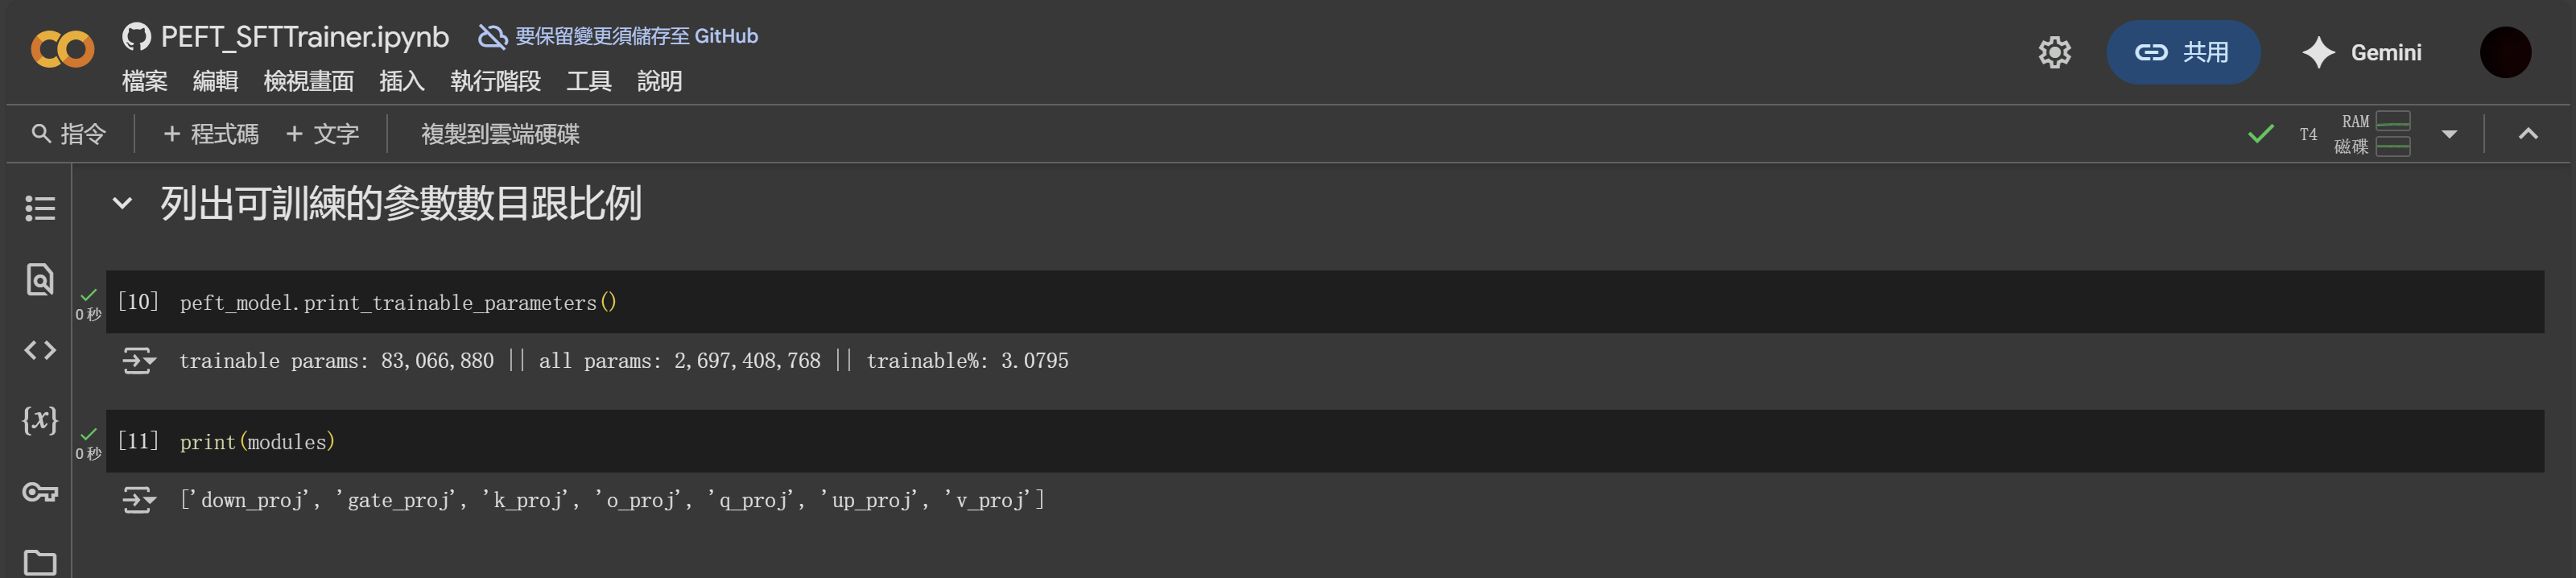 PEFT_SFTTrainer.ipynb 要保留變更須儲存至 GitHub
檔案 編輯 檢視畫面 插入 執行階段 工具 說明
共用 Gemini
指令 + 程式碼 + 文字 複製到雲端硬碟
T4 RAM
磁碟
列出可訓練的參數數目跟比例
[10] peft_model.print_trainable_parameters()
0 秒
trainable params: 83,066,880 || all params: 2,697,408,768 || trainable%: 3.0795
[11] print(modules)
0 秒
['down_proj', 'gate_proj', 'k_proj', 'o_proj', 'q_proj', 'up_proj', 'v_proj']
{x}